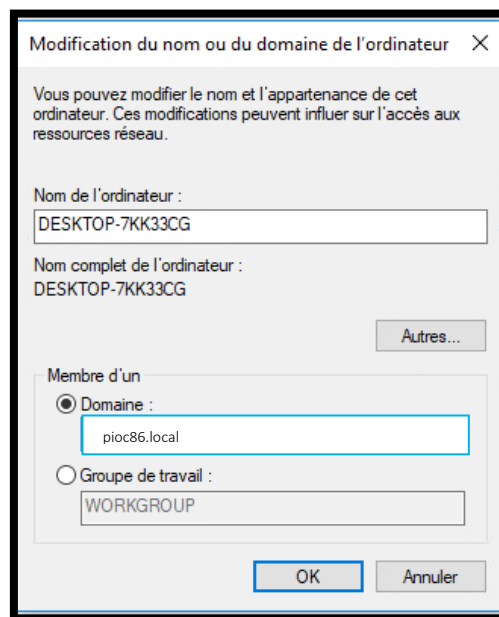 Modification du nom ou du domaine de l'ordinateur
Vous pouvez modifier le nom et l'appartenance de cet
ordinateur. Ces modifications peuvent influer sur l'accès aux
ressources réseau.
Nom de l'ordinateur :
DESKTOP-7KK33CG
Nom complet de l'ordinateur :
DESKTOP-7KK33CG
Autres...
Membre d'un
Domaine :
pioc86.local
Groupe de travail :
WORKGROUP
OK Annuler